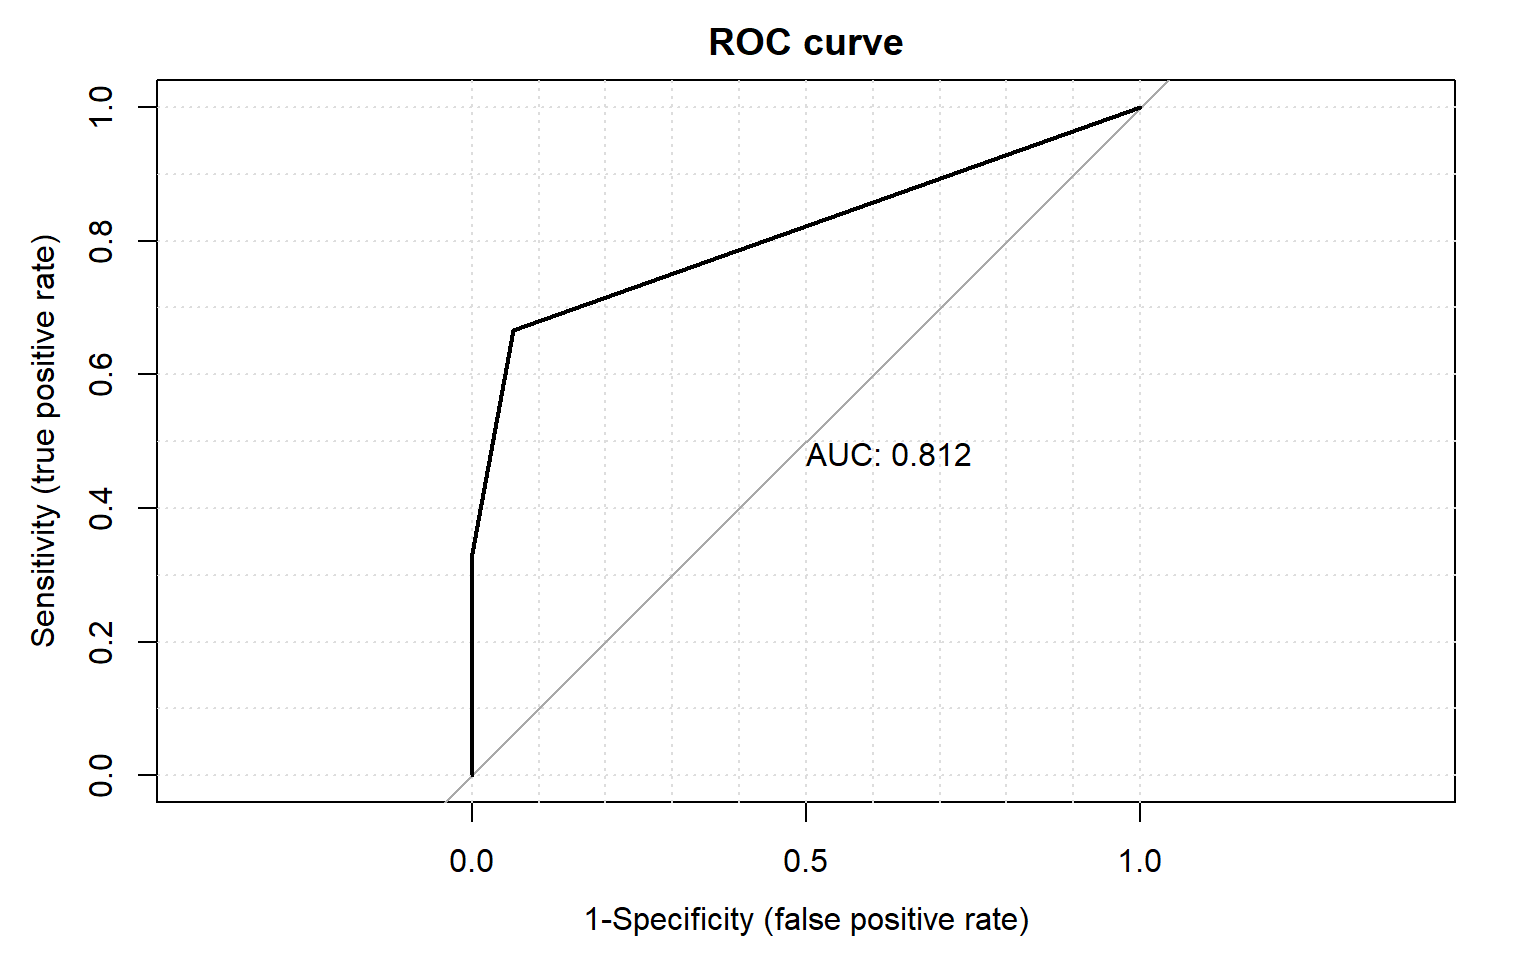 ROC curve
Sensitivity (true positive rate)
1.0
0.8
0.6
0.4
0.2
0.0
AUC: 0.812
0.0 0.5 1.0
1-Specificity (false positive rate)